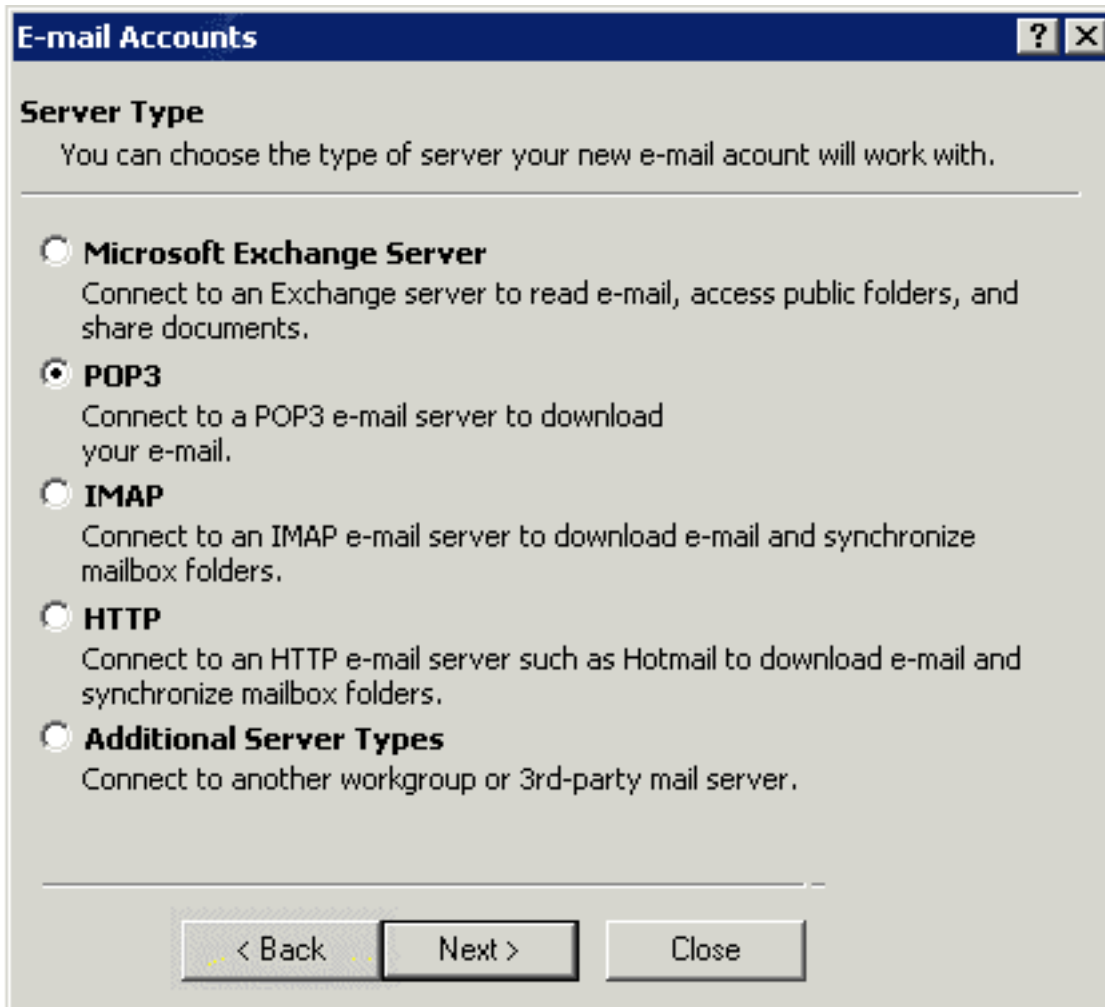 E-mail Accounts
Server Type
You can choose the type of server your new e-mail acount will work with.
Microsoft Exchange Server
Connect to an Exchange server to read e-mail, access public folders, and
share documents.
POP3
Connect to a POP3 e-mail server to download
your e-mail.
IMAP
Connect to an IMAP e-mail server to download e-mail and synchronize
mailbox folders.
HTTP
Connect to an HTTP e-mail server such as Hotmail to download e-mail and
synchronize mailbox folders.
Additional Server Types
Connect to another workgroup or 3rd-party mail server.
< Back Next > Close